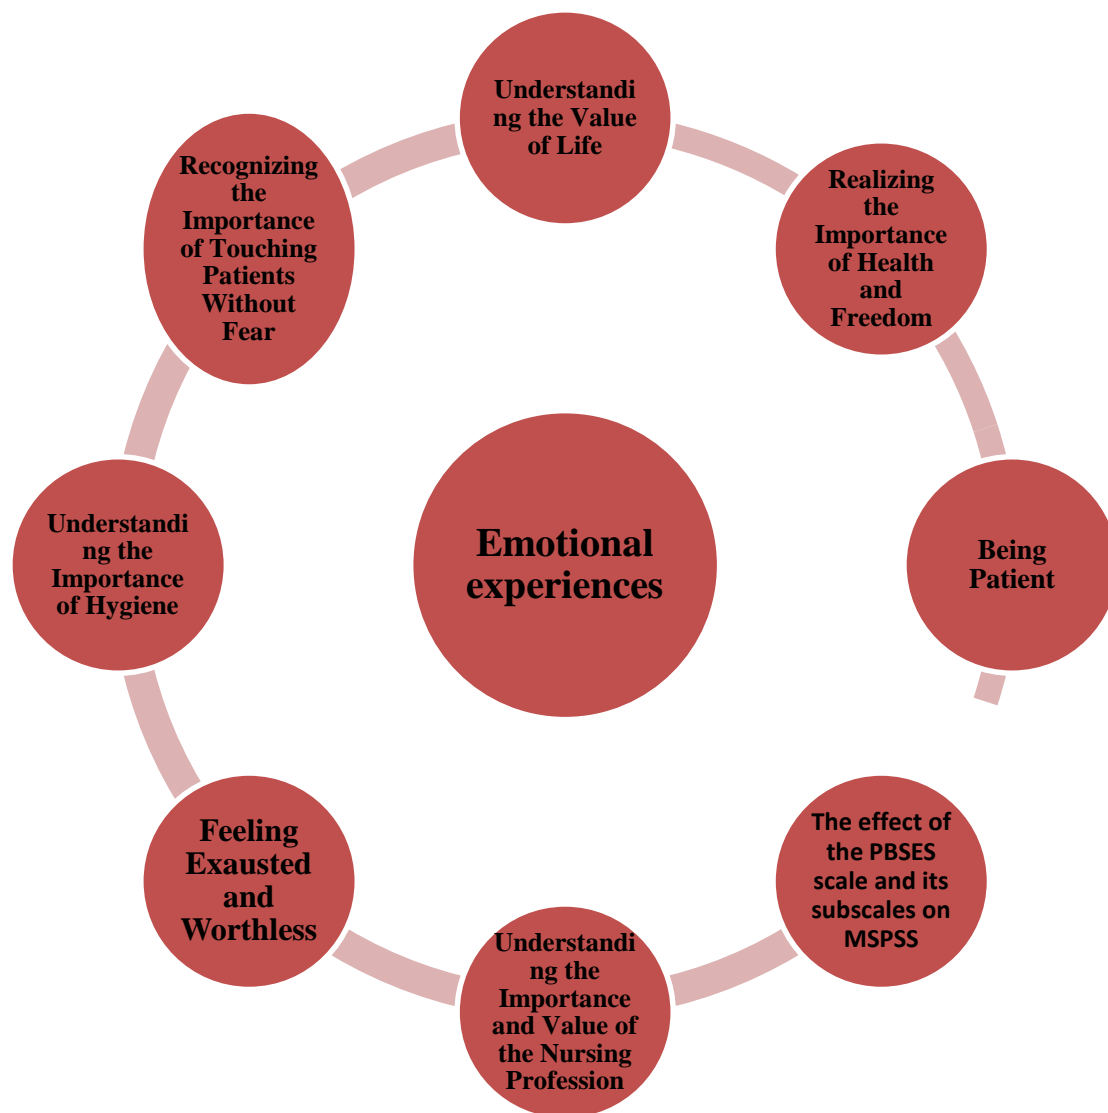 Understandi
ng the Value
of Life
Realizing
the
Importance
of Health
and
Freedom
Being
Patient
The effect of
the PBSES
scale and its
subscales on
MSPSS
Understandi
ng the
Importance
and Value of
the Nursing
Profession
Feeling
Exausted
and
Worthless
Understandi
ng the
Importance
of Hygiene
Recognizing
the
Importance
of Touching
Patients
Without
Fear
Emotional
experiences